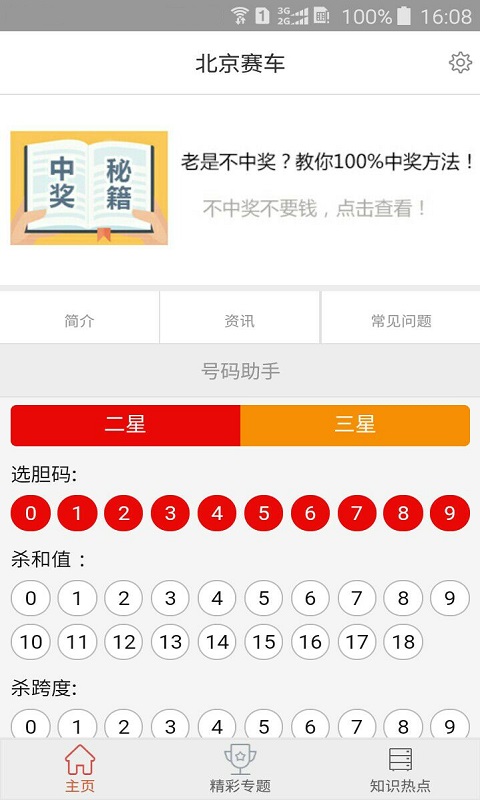 1 3G 2G 100% 16:08
北京赛车
中奖 秘籍
老是不中奖？教你100%中奖方法！
不中奖不要钱，点击查看！
简介 资讯 常见问题
号码助手
二星 三星
选胆码:
0 1 2 3 4 5 6 7 8 9
杀和值：
0 1 2 3 4 5 6 7 8 9
10 11 12 13 14 15 16 17 18
杀跨度:
0 1 2 3 4 5 6 7 8 9
主页 精彩专题 知识热点